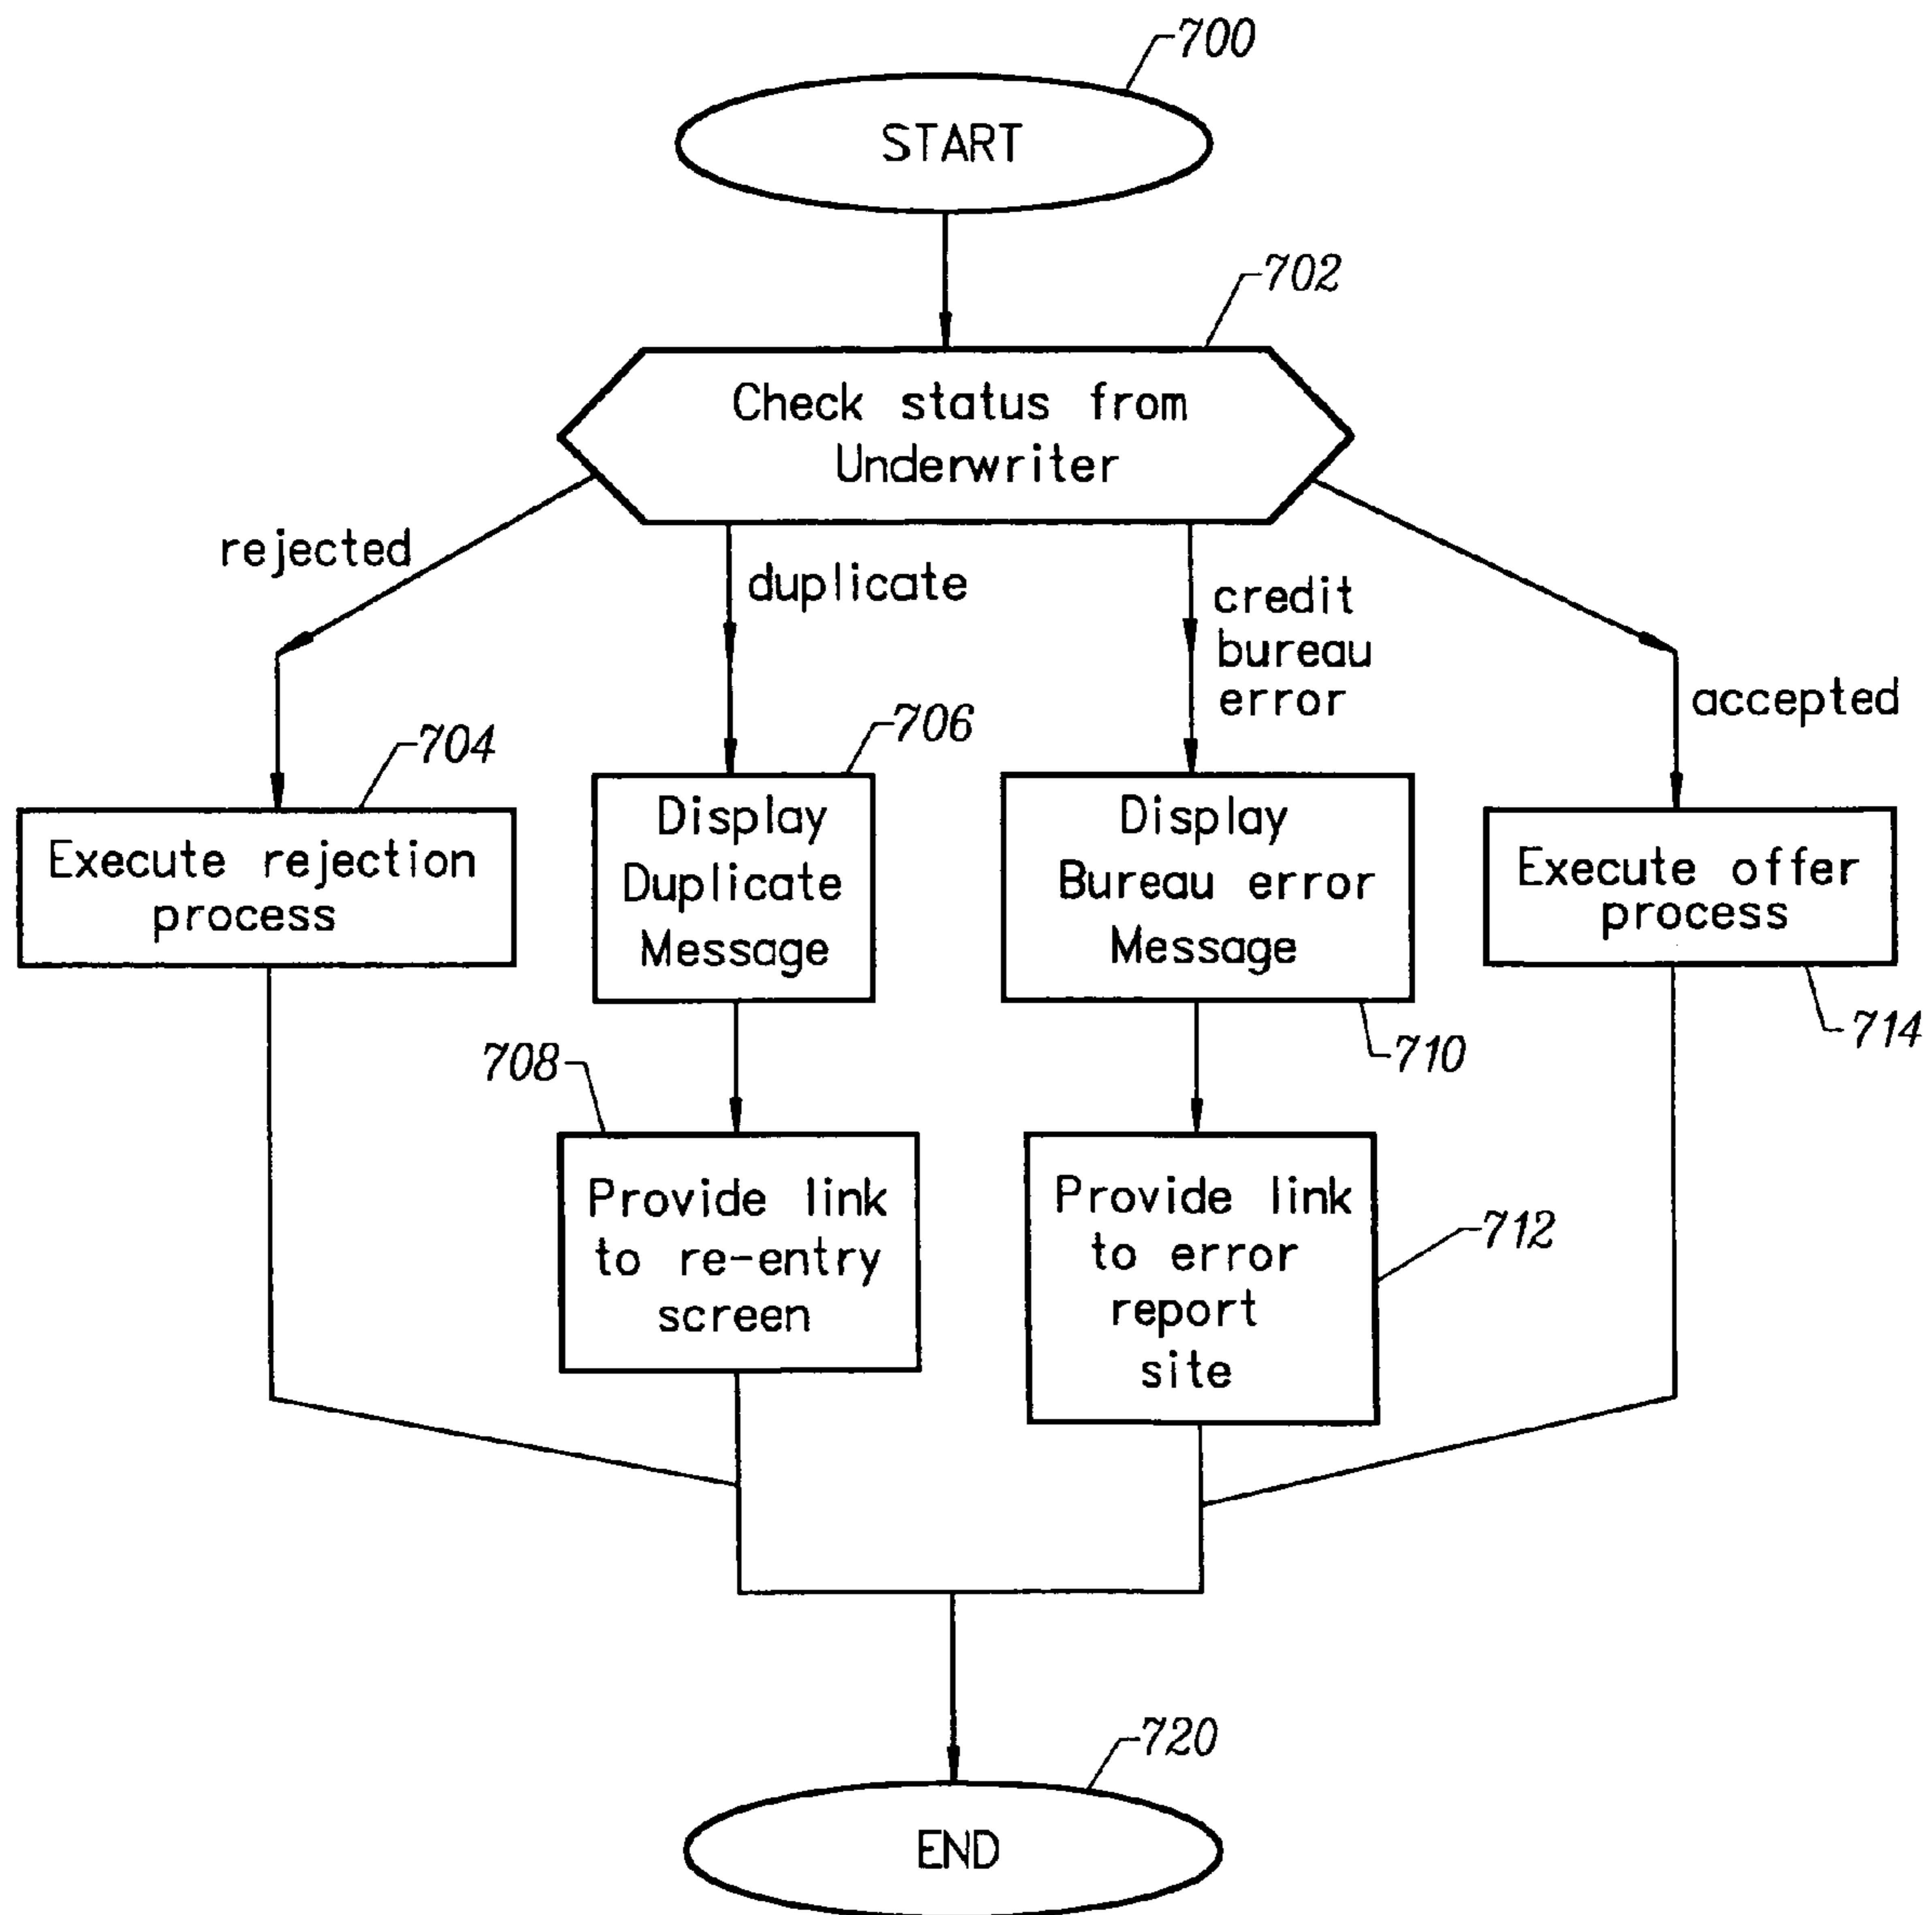 700
START
702
Check status from
Underwriter
rejected
duplicate
credit
bureau
error
accepted
704
Execute rejection
process
706
Display
Duplicate
Message
Display
Bureau error
Message
710
Execute offer
process
714
708
Provide link
to re-entry
screen
Provide link
to error
report
site
712
720
END